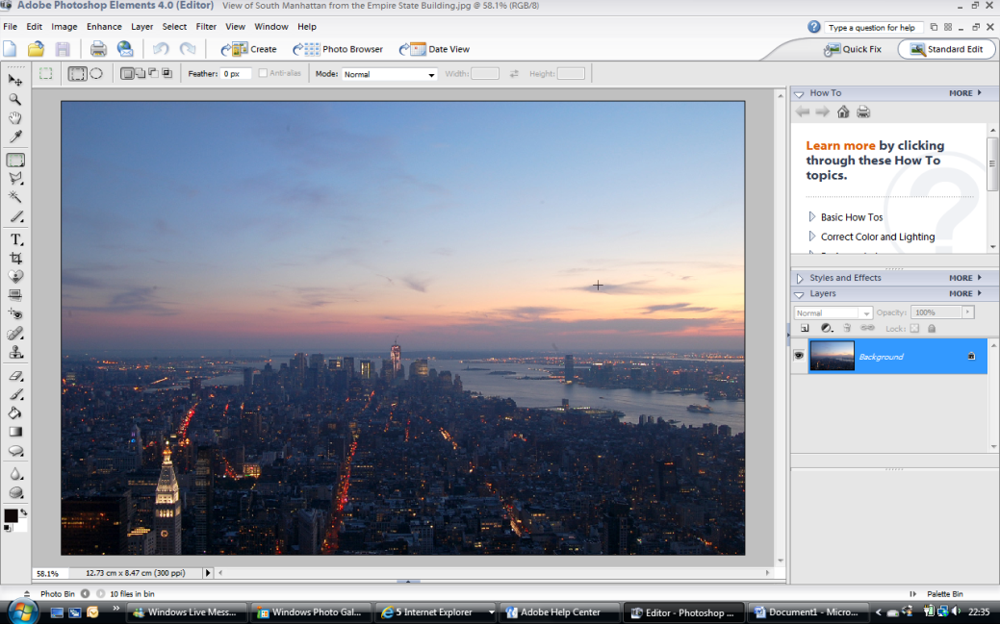 Adobe Photoshop Elements 4.0 (Editor) View of South Manhattan from the Empire State Building.jpg @ 58.1% (RGB/8)
File Edit Image Enhance Layer Select Filter View Window Help Type a question for help
Create Photo Browser Date View Quick Fix Standard Edit
Feather: 0 px Anti-alias Mode: Normal Width: Height:
How To MORE
Learn more by clicking
through these How To
topics.
Basic How Tos
Correct Color and Lighting
Styles and Effects MORE
Layers MORE
Normal Opacity: 100%
Lock:
Background
T
58.1% 12.73 cm x 8.47 cm (300 ppi)
Photo Bin 10 files in bin Palette Bin
Windows Live Mess... Windows Photo Gal... 5 Internet Explorer Adobe Help Center Editor - Photoshop ... Document1 - Micro... 22:35